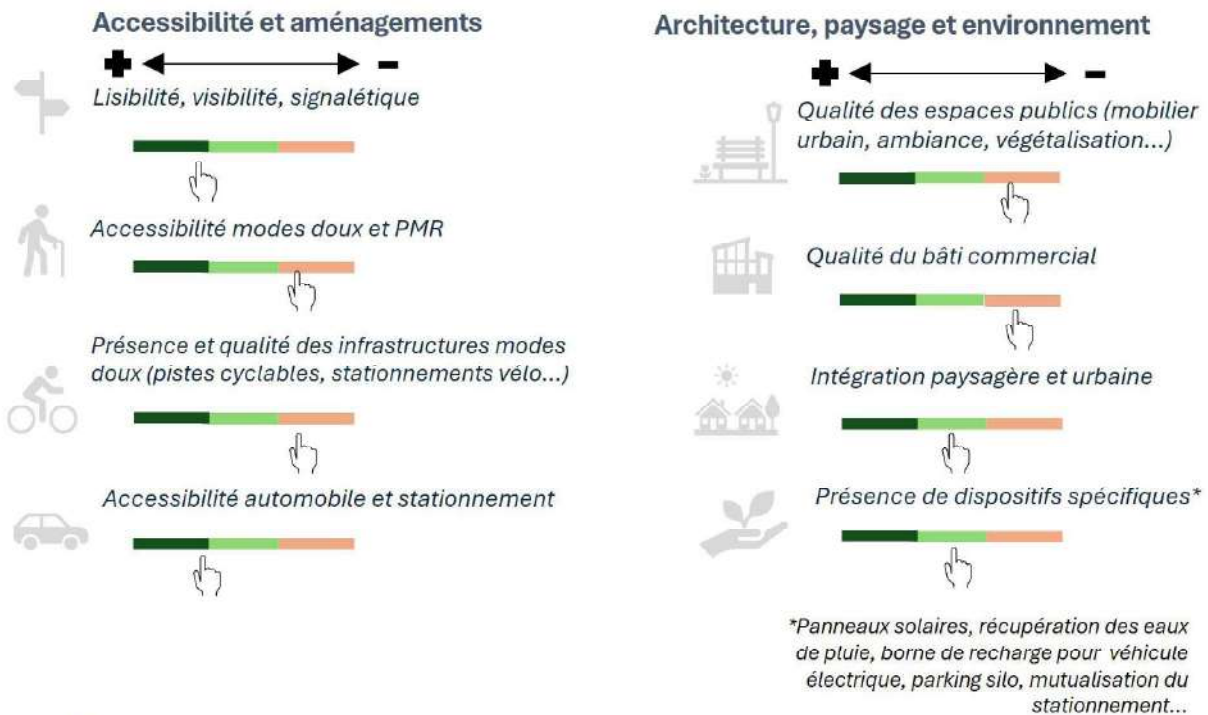 Accessibilité et aménagements
Lisibilité, visibilité, signalétique
Accessibilité modes doux et PMR
Présence et qualité des infrastructures modes
doux (pistes cyclables, stationnements vélo...)
Accessibilité automobile et stationnement
Architecture, paysage et environnement
Qualité des espaces publics (mobilier
urbain, ambiance, végétalisation...)
Qualité du bâti commercial
Intégration paysagère et urbaine
Présence de dispositifs spécifiques*
*Panneaux solaires, récupération des eaux
de pluie, borne de recharge pour véhicule
électrique, parking silo, mutualisation du
stationnement...